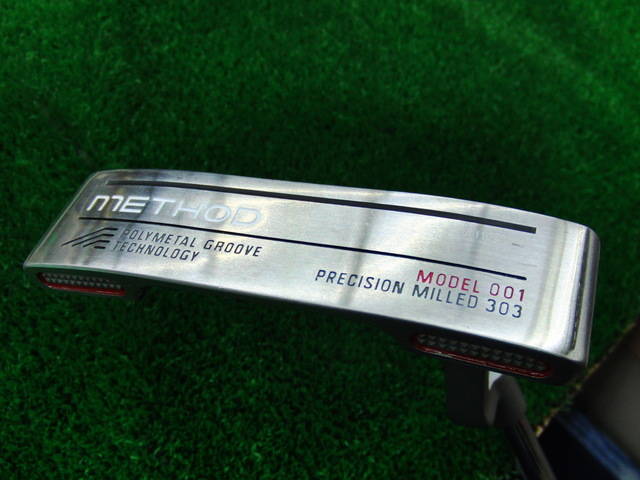 METHOD
POLYMETAL GROOVE
TECHNOLOGY
MODEL 001
PRECISION MILLED 303